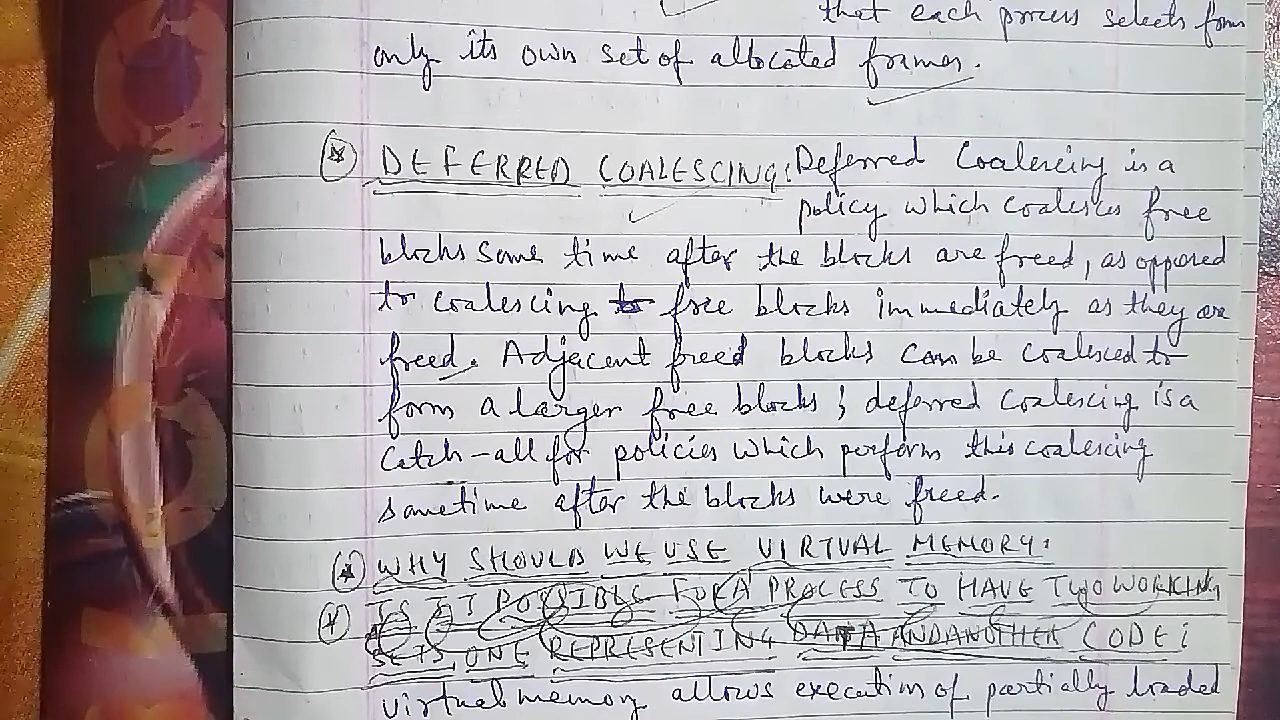 that each process selects from
only its own set of allocated frames.
DEFERRED COALESCING: Deferred Coalescing is a
policy which coalesces free
blocks some time after the blocks are freed, as opposed
to coalescing to free blocks immediately as they are
freed. Adjacent freed blocks can be coalesced to
form a larger free blocks; deferred coalescing is a
catch-all for policies which perform this coalescing
sometime after the blocks were freed.
WHY SHOULD WE USE VIRTUAL MEMORY:
IS IT POSSIBLE FOR A PROCESS TO HAVE TWO WORKING
SETS, ONE REPRESENTING DATA AND ANOTHER CODE:
virtual memory allows execution of partially loaded